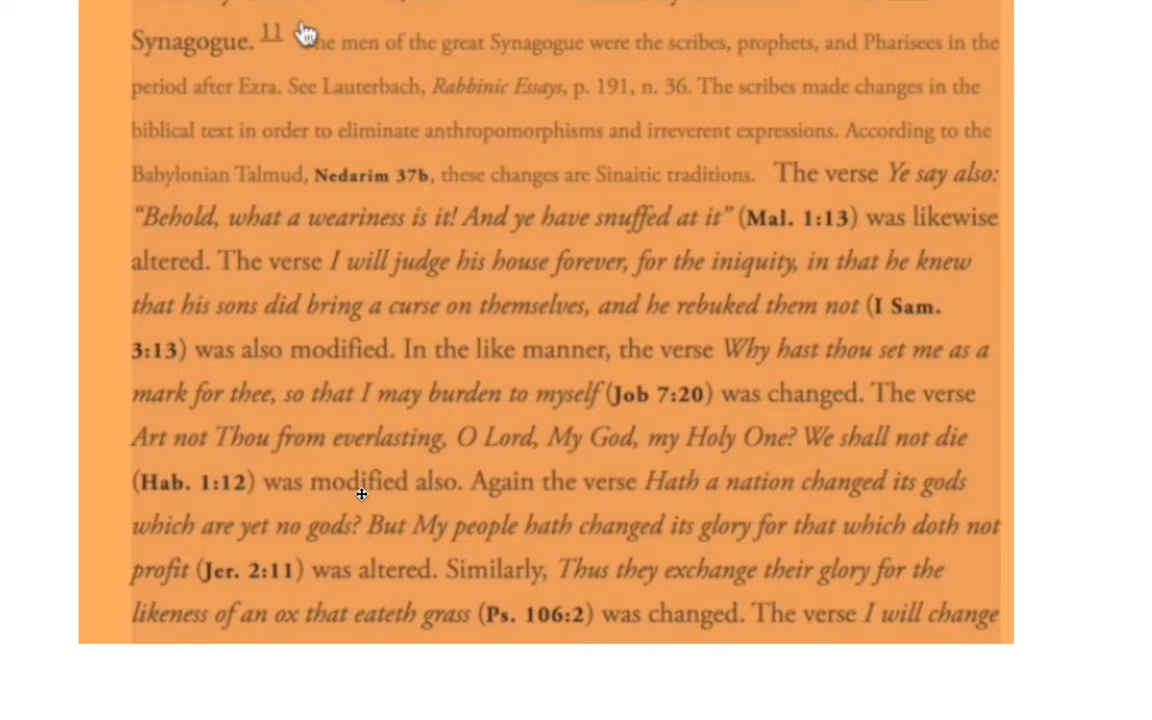 Synagogue. 11 The men of the great Synagogue were the scribes, prophets, and Pharisees in the
period after Ezra. See Lauterbach, Rabbinic Essays, p. 191, n. 36. The scribes made changes in the
biblical text in order to eliminate anthropomorphisms and irreverent expressions. According to the
Babylonian Talmud, Nedarim 37b, these changes are Sinaitic traditions. The verse Ye say also:
“Behold, what a weariness is it! And ye have snuffed at it” (Mal. 1:13) was likewise
altered. The verse I will judge his house forever, for the iniquity, in that he knew
that his sons did bring a curse on themselves, and he rebuked them not (I Sam.
3:13) was also modified. In the like manner, the verse Why hast thou set me as a
mark for thee, so that I may burden to myself (Job 7:20) was changed. The verse
Art not Thou from everlasting, O Lord, My God, my Holy One? We shall not die
(Hab. 1:12) was modified also. Again the verse Hath a nation changed its gods
which are yet no gods? But My people hath changed its glory for that which doth not
profit (Jer. 2:11) was altered. Similarly, Thus they exchange their glory for the
likeness of an ox that eateth grass (Ps. 106:2) was changed. The verse I will change